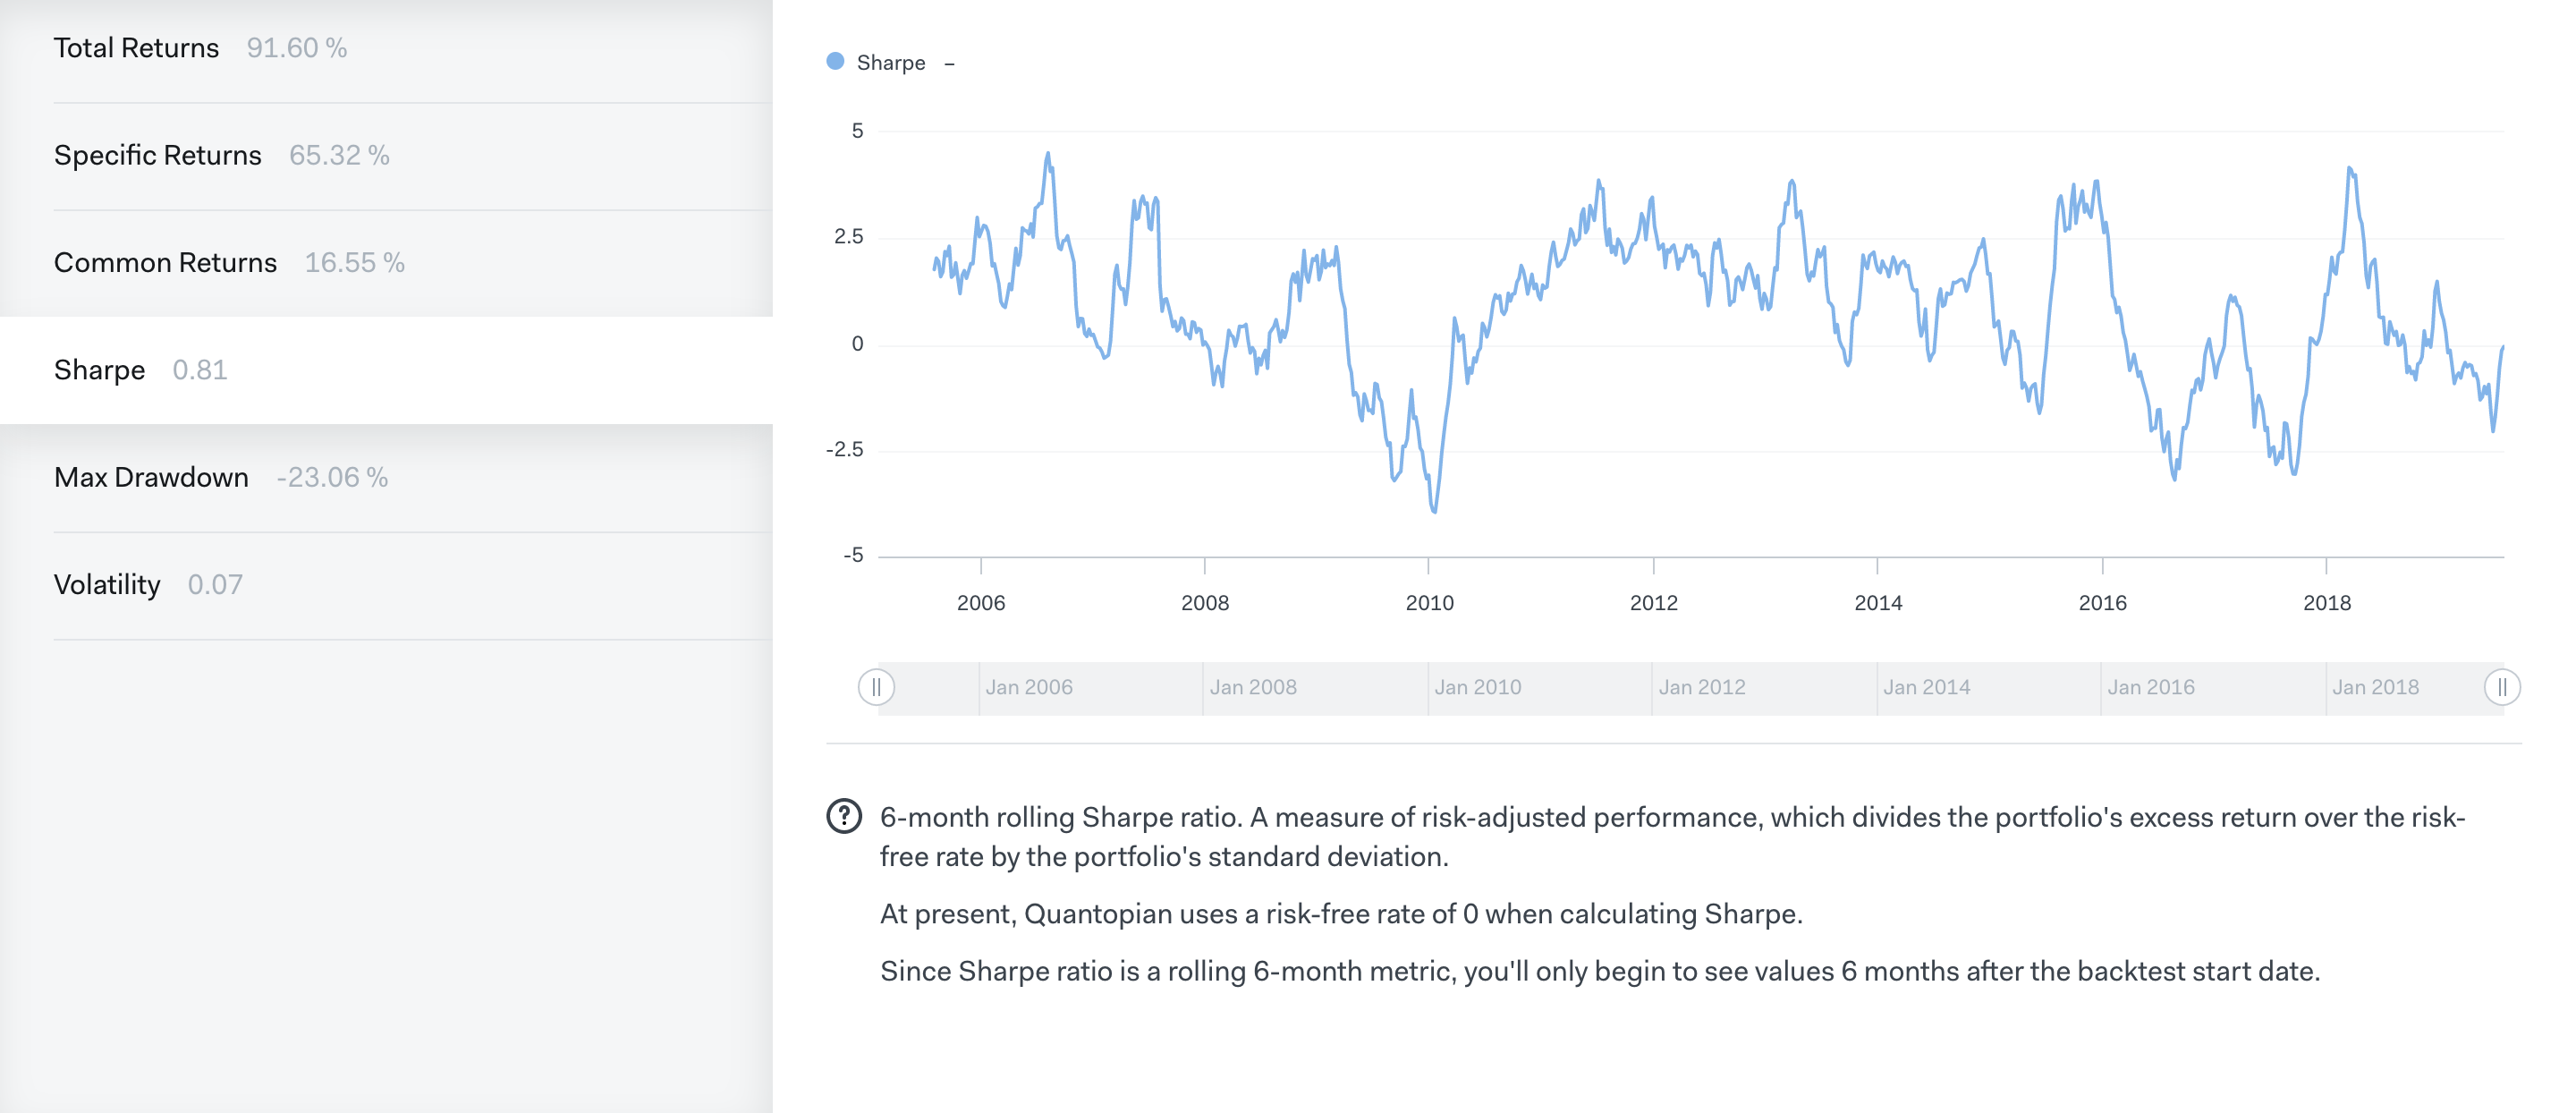 Total Returns 91.60 %
Specific Returns 65.32 %
Common Returns 16.55 %
Sharpe 0.81
Max Drawdown -23.06 %
Volatility 0.07
Sharpe –
5
2.5
0
-2.5
-5
2006 2008 2010 2012 2014 2016 2018
Jan 2006 Jan 2008 Jan 2010 Jan 2012 Jan 2014 Jan 2016 Jan 2018
? 6-month rolling Sharpe ratio. A measure of risk-adjusted performance, which divides the portfolio's excess return over the risk-
free rate by the portfolio's standard deviation.
At present, Quantopian uses a risk-free rate of 0 when calculating Sharpe.
Since Sharpe ratio is a rolling 6-month metric, you'll only begin to see values 6 months after the backtest start date.